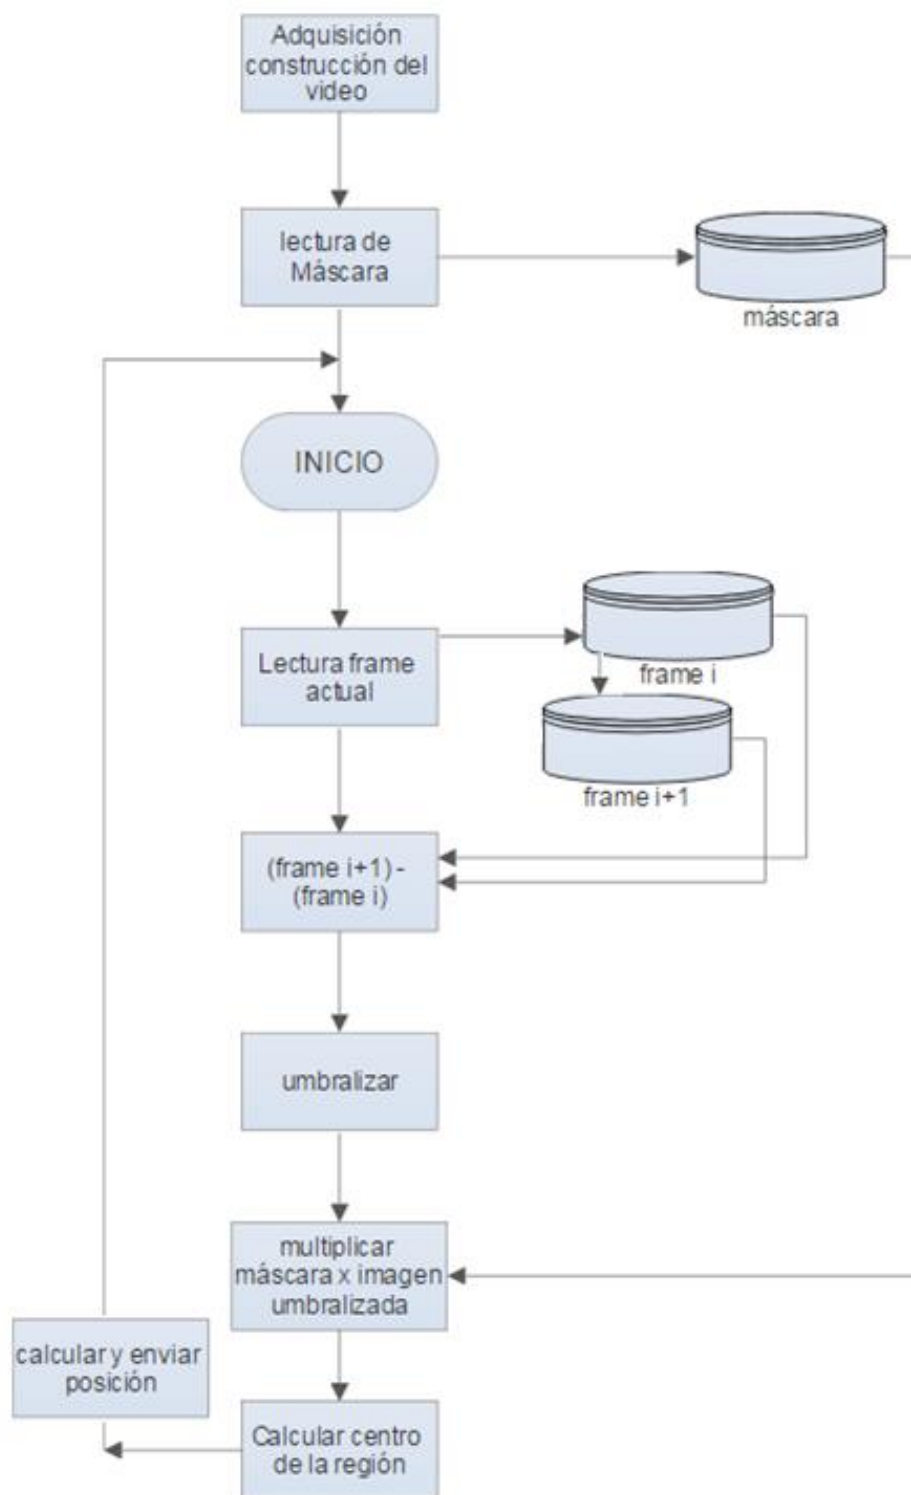 Adquisición
construcción del
video
lectura de
Máscara
máscara
INICIO
Lectura frame
actual
frame i
frame i+1
(frame i+1) -
(frame i)
umbralizar
multiplicar
máscara x imagen
umbralizada
calcular y enviar
posición
Calcular centro
de la región